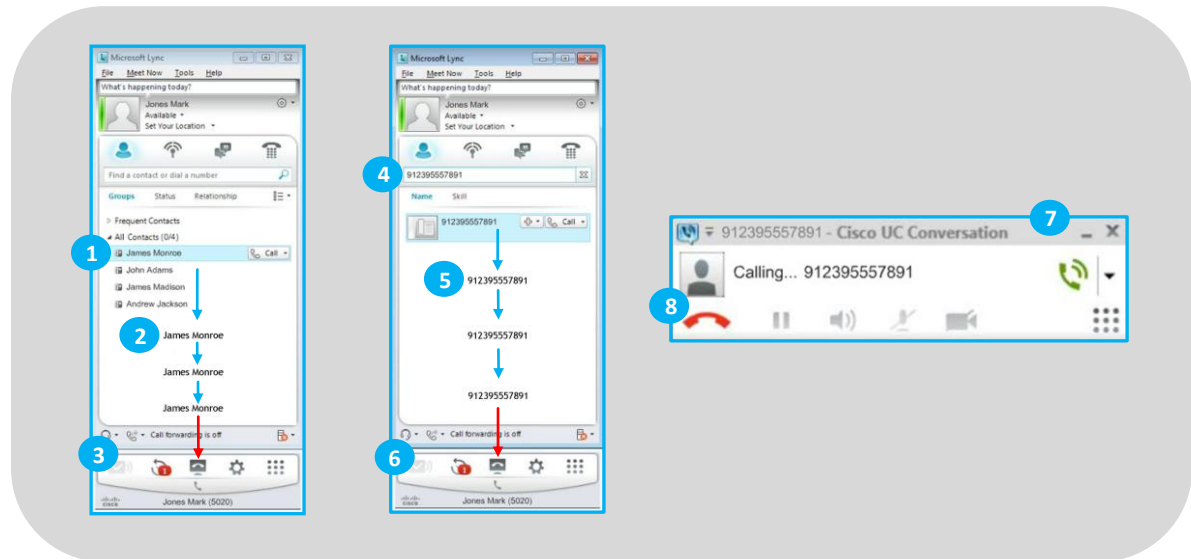 Microsoft Lync
File Meet Now Tools Help
What's happening today?
Jones Mark
Available
Set Your Location
Find a contact or dial a number
Groups Status Relationship
Frequent Contacts
All Contacts (0/4)
1
James Monroe Call
John Adams
James Madison
Andrew Jackson
2
James Monroe
James Monroe
James Monroe
Call forwarding is off
3
1
CISCO
Jones Mark (5020)
Microsoft Lync
File Meet Now Tools Help
What's happening today?
Jones Mark
Available
Set Your Location
4
912395557891
Name Skill
912395557891 Call
5
912395557891
912395557891
912395557891
Call forwarding is off
6
1
CISCO
Jones Mark (5020)
7
912395557891 - Cisco UC Conversation
Calling... 912395557891
8